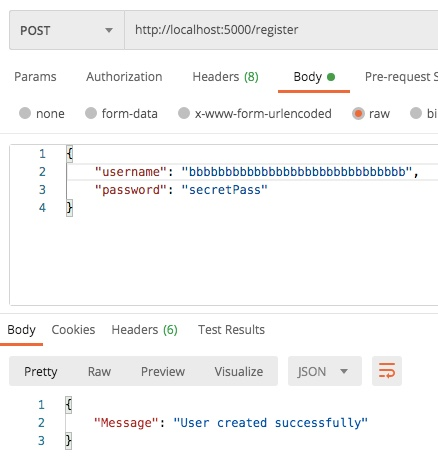 POST http://localhost:5000/register
Params Authorization Headers (8) Body Pre-request S
none form-data x-www-form-urlencoded raw bi
1 {
2 "username": "bbbbbbbbbbbbbbbbbbbbbbbbbbbbbb",
3 "password": "secretPass"
4 }
Body Cookies Headers (6) Test Results
Pretty Raw Preview Visualize JSON
1 {
2 "Message": "User created successfully"
3 }